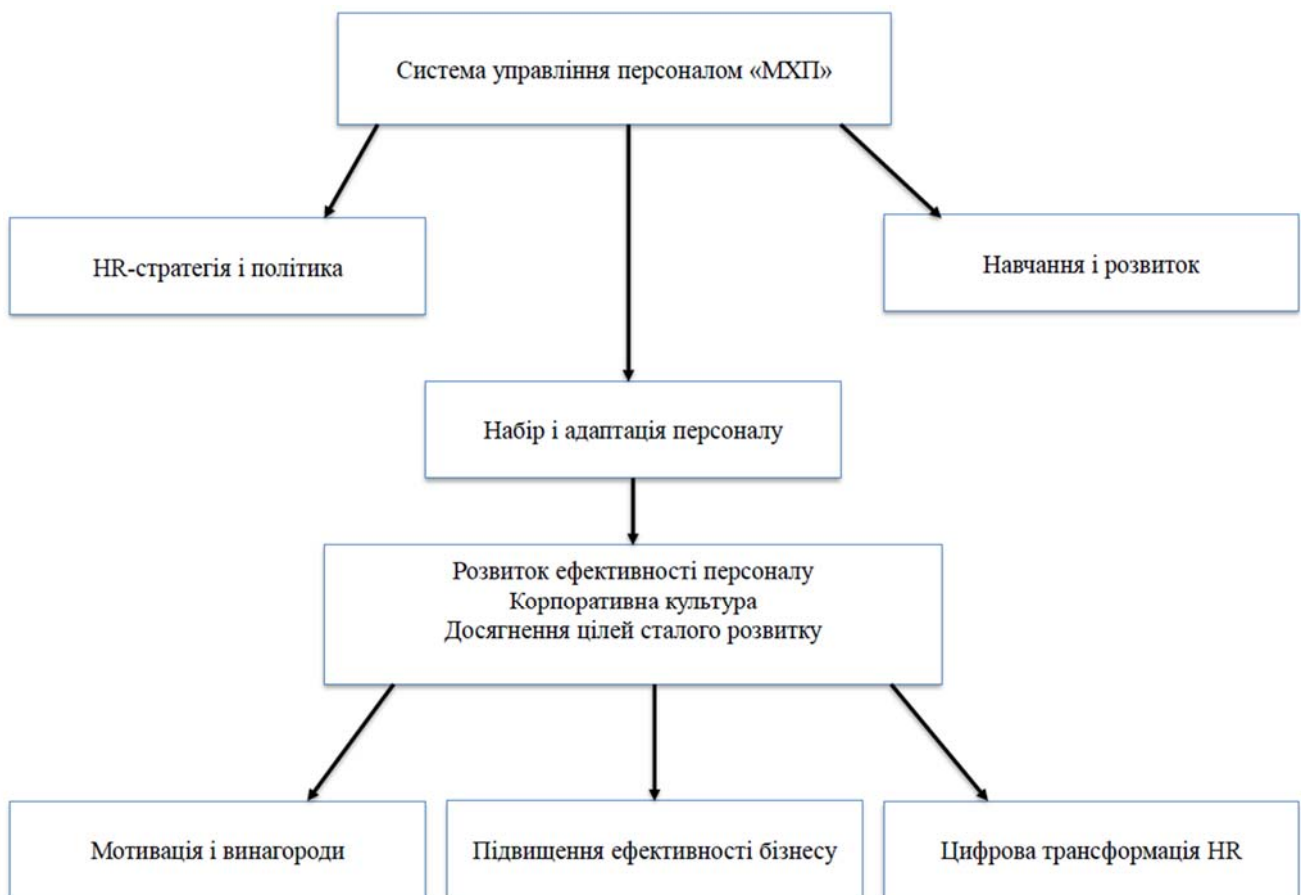 Система управління персоналом «МХП»
HR-стратегія і політика
Навчання і розвиток
Набір і адаптація персоналу
Розвиток ефективності персоналу
Корпоративна культура
Досягнення цілей сталого розвитку
Мотивація і винагороди
Підвищення ефективності бізнесу
Цифрова трансформація HR